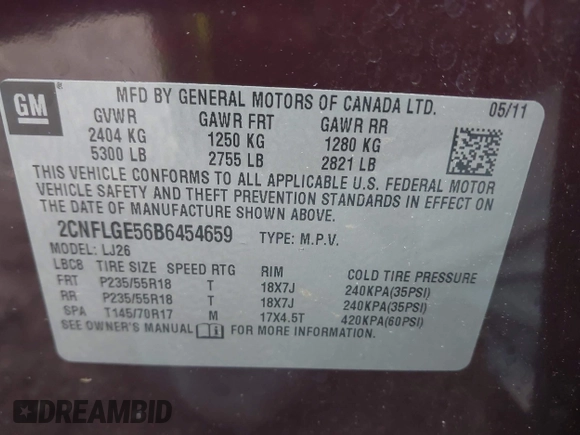 GM
MFD BY GENERAL MOTORS OF CANADA LTD. 05/11
GVWR GAWR FRT GAWR RR
2404 KG 1250 KG 1280 KG
5300 LB 2755 LB 2821 LB
THIS VEHICLE CONFORMS TO ALL APPLICABLE U.S. FEDERAL MOTOR
VEHICLE SAFETY AND THEFT PREVENTION STANDARDS IN EFFECT ON
THE DATE OF MANUFACTURE SHOWN ABOVE.
2CNFLGE56B6454659 TYPE: M.P.V.
MODEL: LJ26
LBC8 TIRE SIZE SPEED RTG RIM COLD TIRE PRESSURE
FRT P235/55R18 T 18X7J 240KPA(35PSI)
RR P235/55R18 T 18X7J 240KPA(35PSI)
SPA T145/70R17 M 17X4.5T 420KPA(60PSI)
SEE OWNER'S MANUAL FOR MORE INFORMATION.
DREAMBID